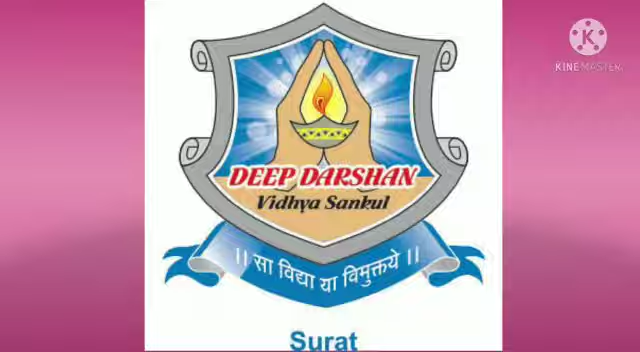 KINEMASTER
DEEP DARSHAN
Vidhya Sankul
।। सा विद्या या विमुक्तये ।।
Surat